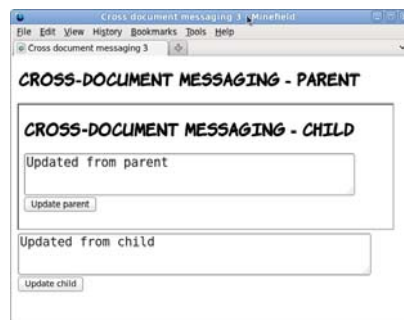 Cross document messaging 3 - Minefield
File Edit View History Bookmarks Tools Help
Cross document messaging 3
CROSS-DOCUMENT MESSAGING - PARENT
CROSS-DOCUMENT MESSAGING - CHILD
Updated from parent
Update parent
Updated from child
Update child